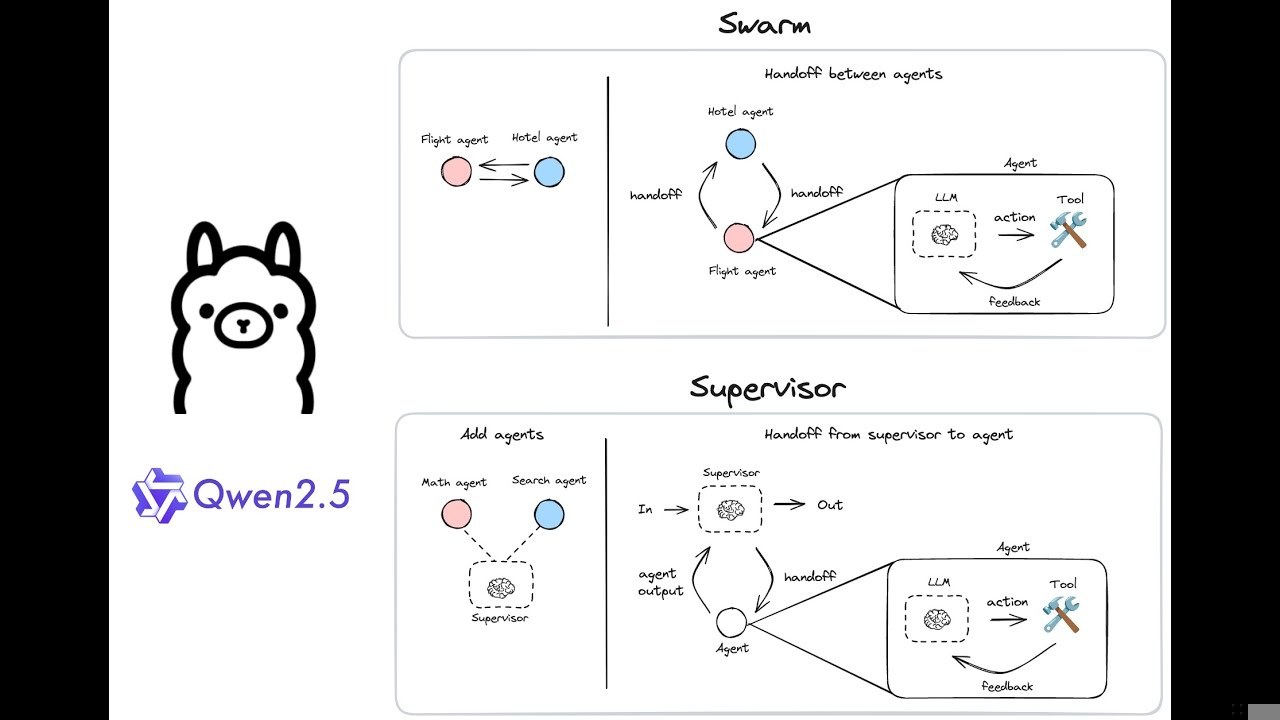 Swarm
Handoff between agents
Flight agent
Hotel agent
Hotel agent
handoff
handoff
Flight agent
Agent
LLM
action
Tool
feedback
Qwen2.5
Supervisor
Add agents
Math agent
Search agent
Supervisor
Handoff from supervisor to agent
Supervisor
In
Out
agent
output
handoff
Agent
Agent
LLM
action
Tool
feedback